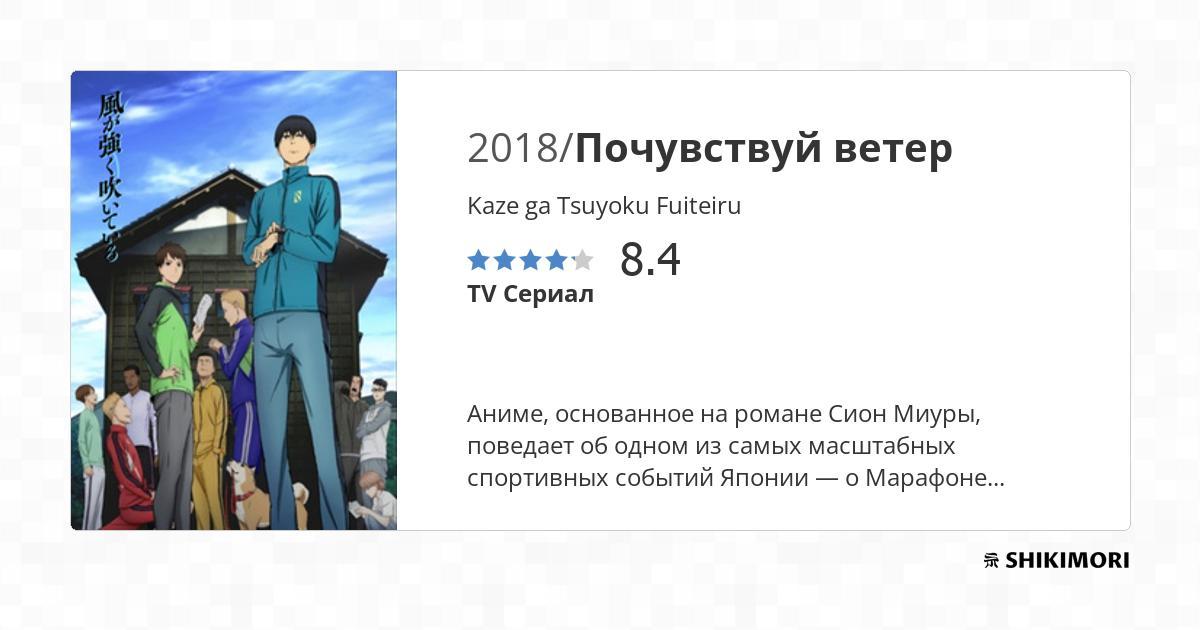 風が強く吹いている
2018/Почувствуй ветер
Kaze ga Tsuyoku Fuiteiru
8.4
TV Сериал
Аниме, основанное на романе Сион Миуры,
поведает об одном из самых масштабных
спортивных событий Японии — о Марафоне...
SHIKIMORI